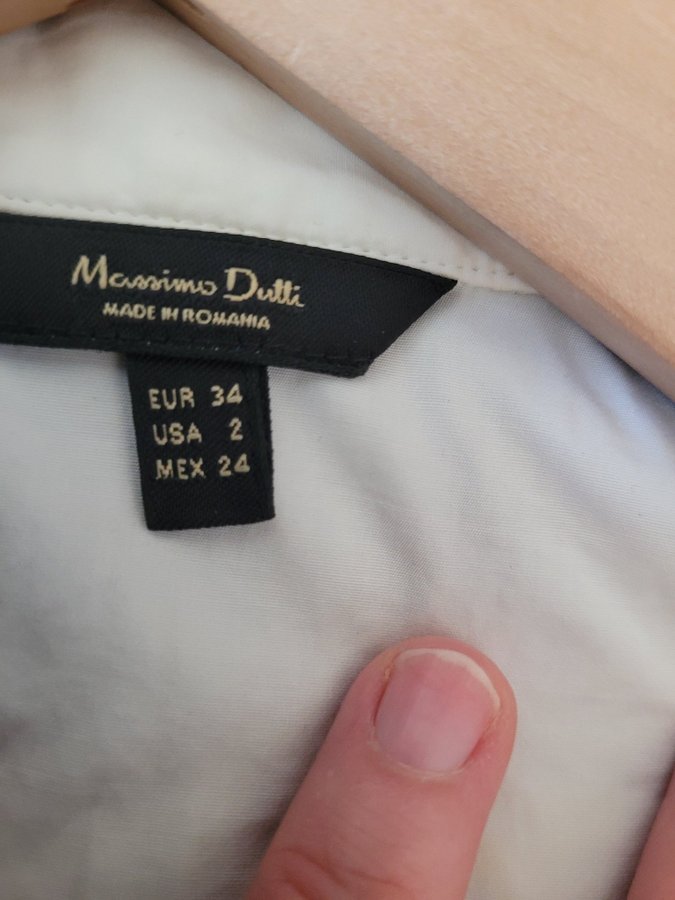 Massimo Dutti
MADE IN ROMANIA
EUR 34
USA 2
MEX 24